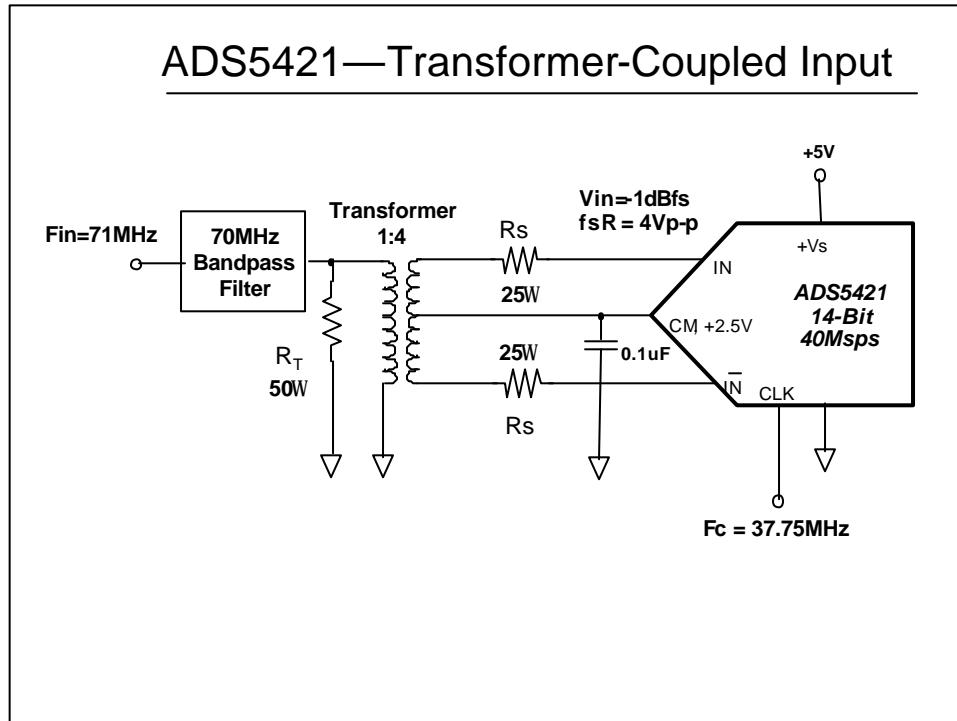 ADS5421—Transformer-Coupled Input
+5V
Vin=-1dBfs
fsR = 4Vp-p
Transformer
1:4
Rs
Fin=71MHz
70MHz
Bandpass
Filter
+Vs
IN
25W
ADS5421
14-Bit
40Msps
CM, +2.5V
RT
50W
25W
0.1uF
IN
CLK
Rs
Fc = 37.75MHz